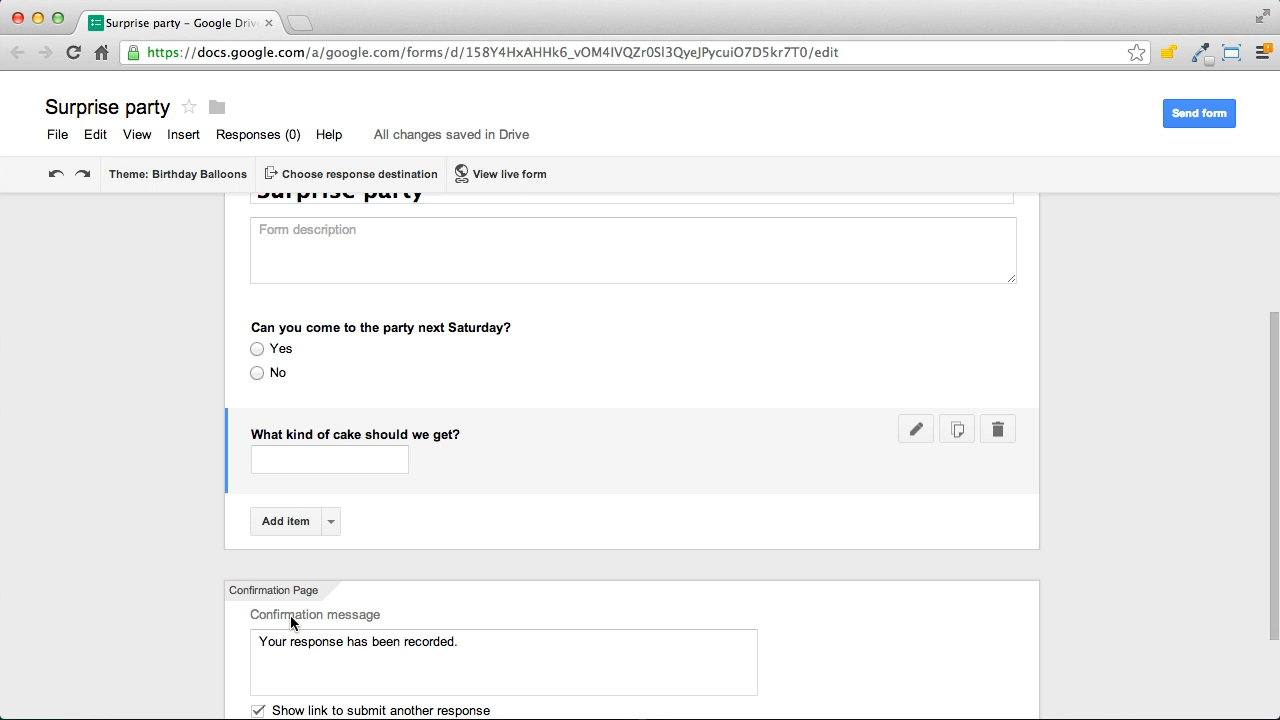 Surprise party – Google Driv
https://docs.google.com/a/google.com/forms/d/158Y4HxAHHk6_vOM4IVQZr0Sl3QyeJPycuiO7D5kr7T0/edit
Surprise party
Send form
File Edit View Insert Responses (0) Help All changes saved in Drive
Theme: Birthday Balloons Choose response destination View live form
Surprise party
Form description
Can you come to the party next Saturday?
Yes
No
What kind of cake should we get?
Add item
Confirmation Page
Confirmation message
Your response has been recorded.
Show link to submit another response